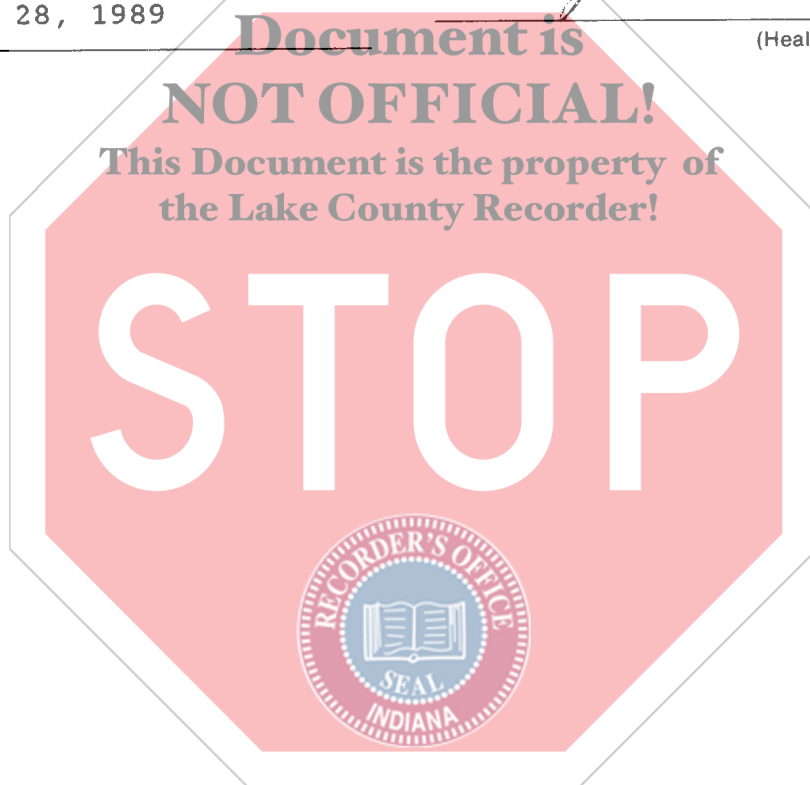 28, 1989
Document is
(Heal
NOT OFFICIAL!
This Document is the property of
the Lake County Recorder!
STOP
RECORDER'S OFFICE
SEAL
INDIANA